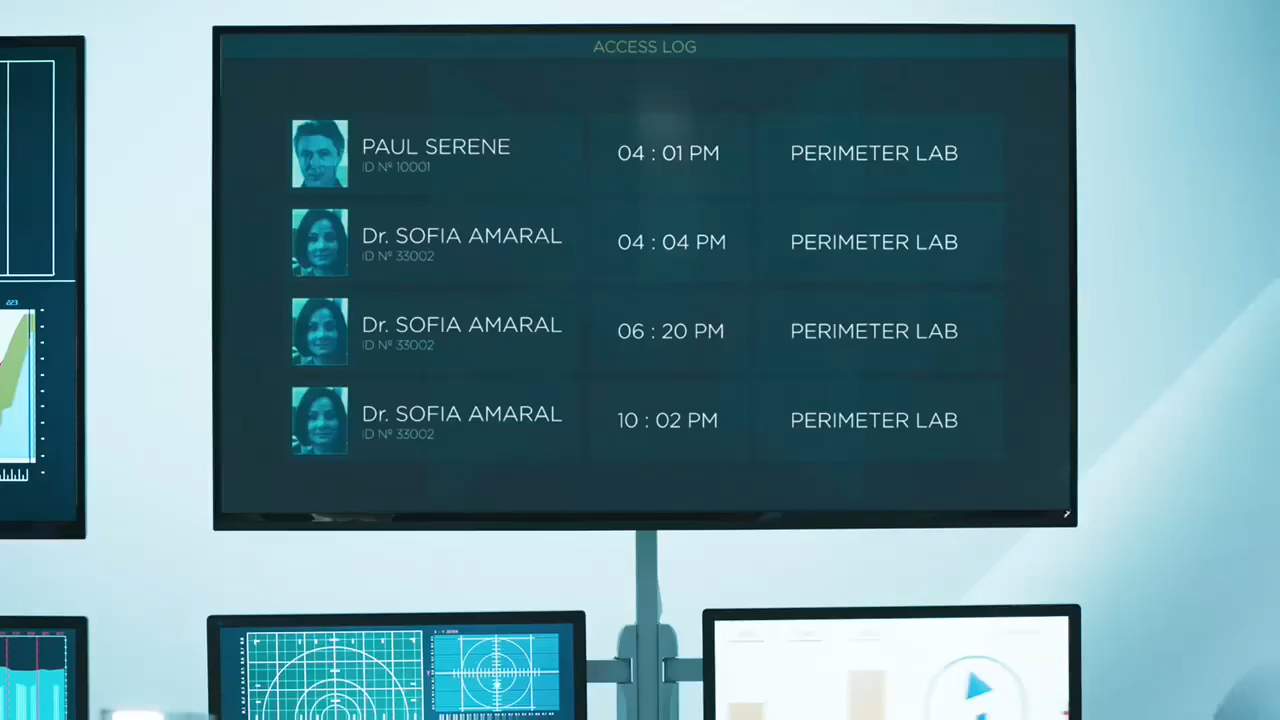 ACCESS LOG
PAUL SERENE
ID Nº 10001
04 : 01 PM
PERIMETER LAB
Dr. SOFIA AMARAL
ID Nº 33002
04 : 04 PM
PERIMETER LAB
Dr. SOFIA AMARAL
ID Nº 33002
06 : 20 PM
PERIMETER LAB
Dr. SOFIA AMARAL
ID Nº 33002
10 : 02 PM
PERIMETER LAB
223